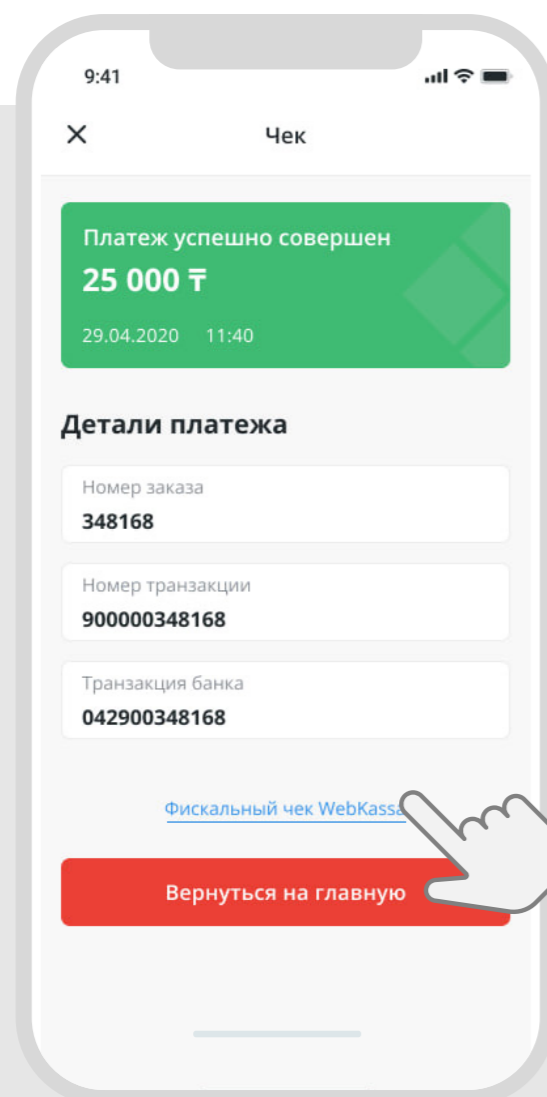 9:41
Чек
Платеж успешно совершен
25 000 ₸
29.04.2020 11:40
Детали платежа
Номер заказа
348168
Номер транзакции
900000348168
Транзакция банка
042900348168
Фискальный чек WebKassa
Вернуться на главную